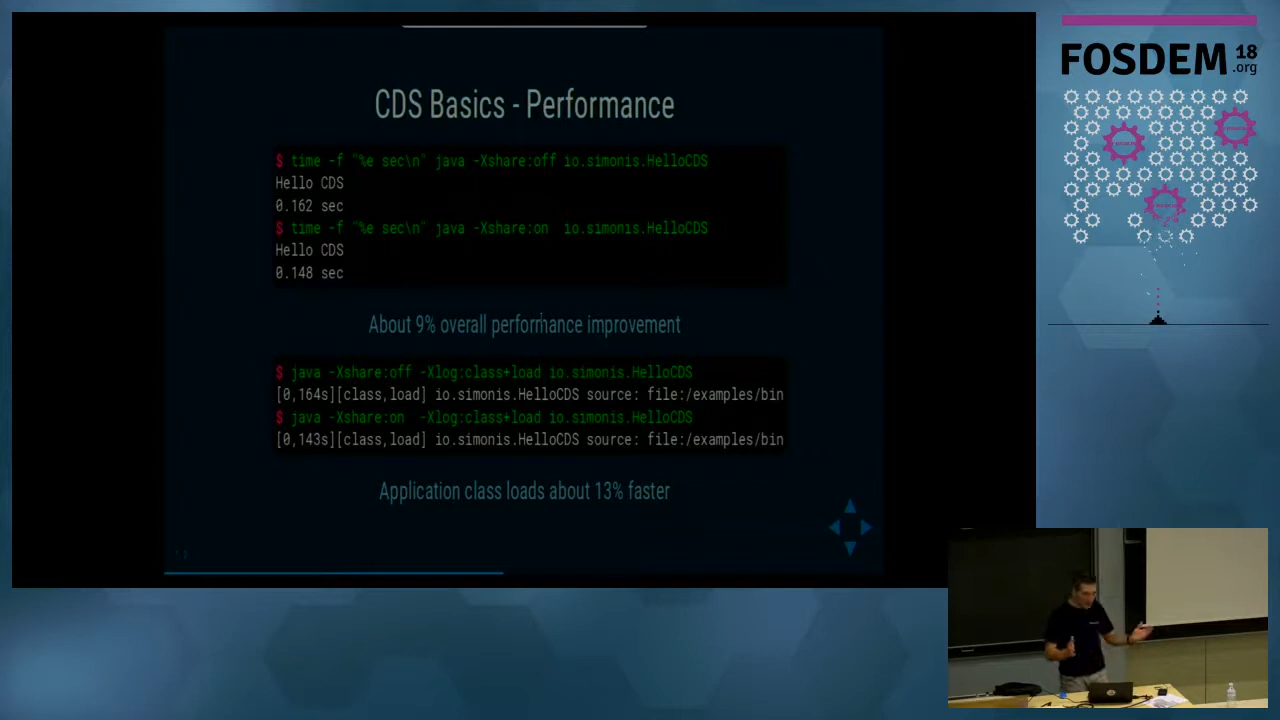 CDS Basics - Performance
$ time -f "%e sec\n" java -Xshare:off io.simonis.HelloCDS
Hello CDS
0.162 sec
$ time -f "%e sec\n" java -Xshare:on  io.simonis.HelloCDS
Hello CDS
0.148 sec
About 9% overall performance improvement
$ java -Xshare:off -Xlog:class+load io.simonis.HelloCDS
[0,164s][class,load] io.simonis.HelloCDS source: file:/examples/bin
$ java -Xshare:on  -Xlog:class+load io.simonis.HelloCDS
[0,143s][class,load] io.simonis.HelloCDS source: file:/examples/bin
Application class loads about 13% faster
FOSDEM 18
.org